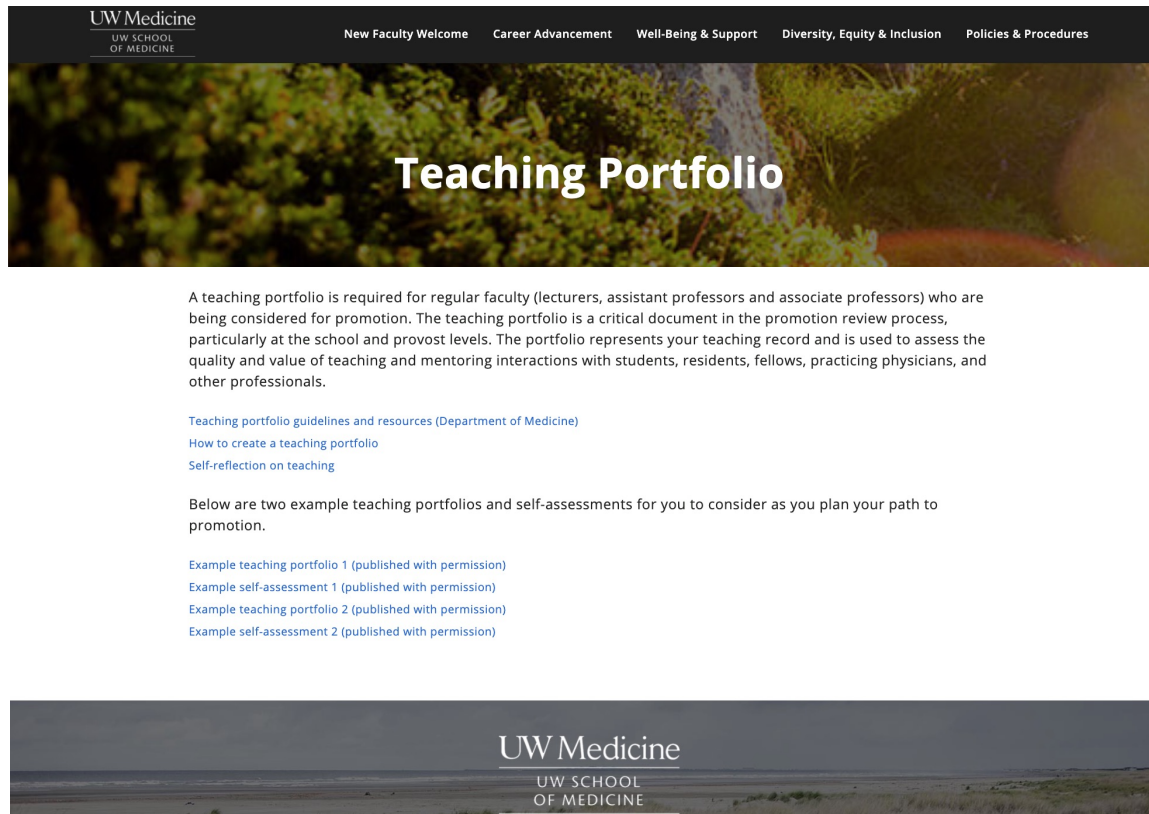 UW Medicine
UW SCHOOL
OF MEDICINE
New Faculty Welcome Career Advancement Well-Being & Support Diversity, Equity & Inclusion Policies & Procedures
Teaching Portfolio
A teaching portfolio is required for regular faculty (lecturers, assistant professors and associate professors) who are
being considered for promotion. The teaching portfolio is a critical document in the promotion review process,
particularly at the school and provost levels. The portfolio represents your teaching record and is used to assess the
quality and value of teaching and mentoring interactions with students, residents, fellows, practicing physicians, and
other professionals.
Teaching portfolio guidelines and resources (Department of Medicine)
How to create a teaching portfolio
Self-reflection on teaching
Below are two example teaching portfolios and self-assessments for you to consider as you plan your path to
promotion.
Example teaching portfolio 1 (published with permission)
Example self-assessment 1 (published with permission)
Example teaching portfolio 2 (published with permission)
Example self-assessment 2 (published with permission)
UW Medicine
UW SCHOOL
OF MEDICINE